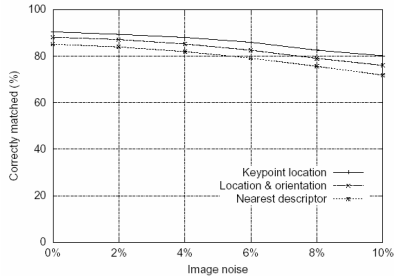 100
80
60
40
20
0
Correctly matched (%)
Keypoint location
Location & orientation
Nearest descriptor
0% 2% 4% 6% 8% 10%
Image noise